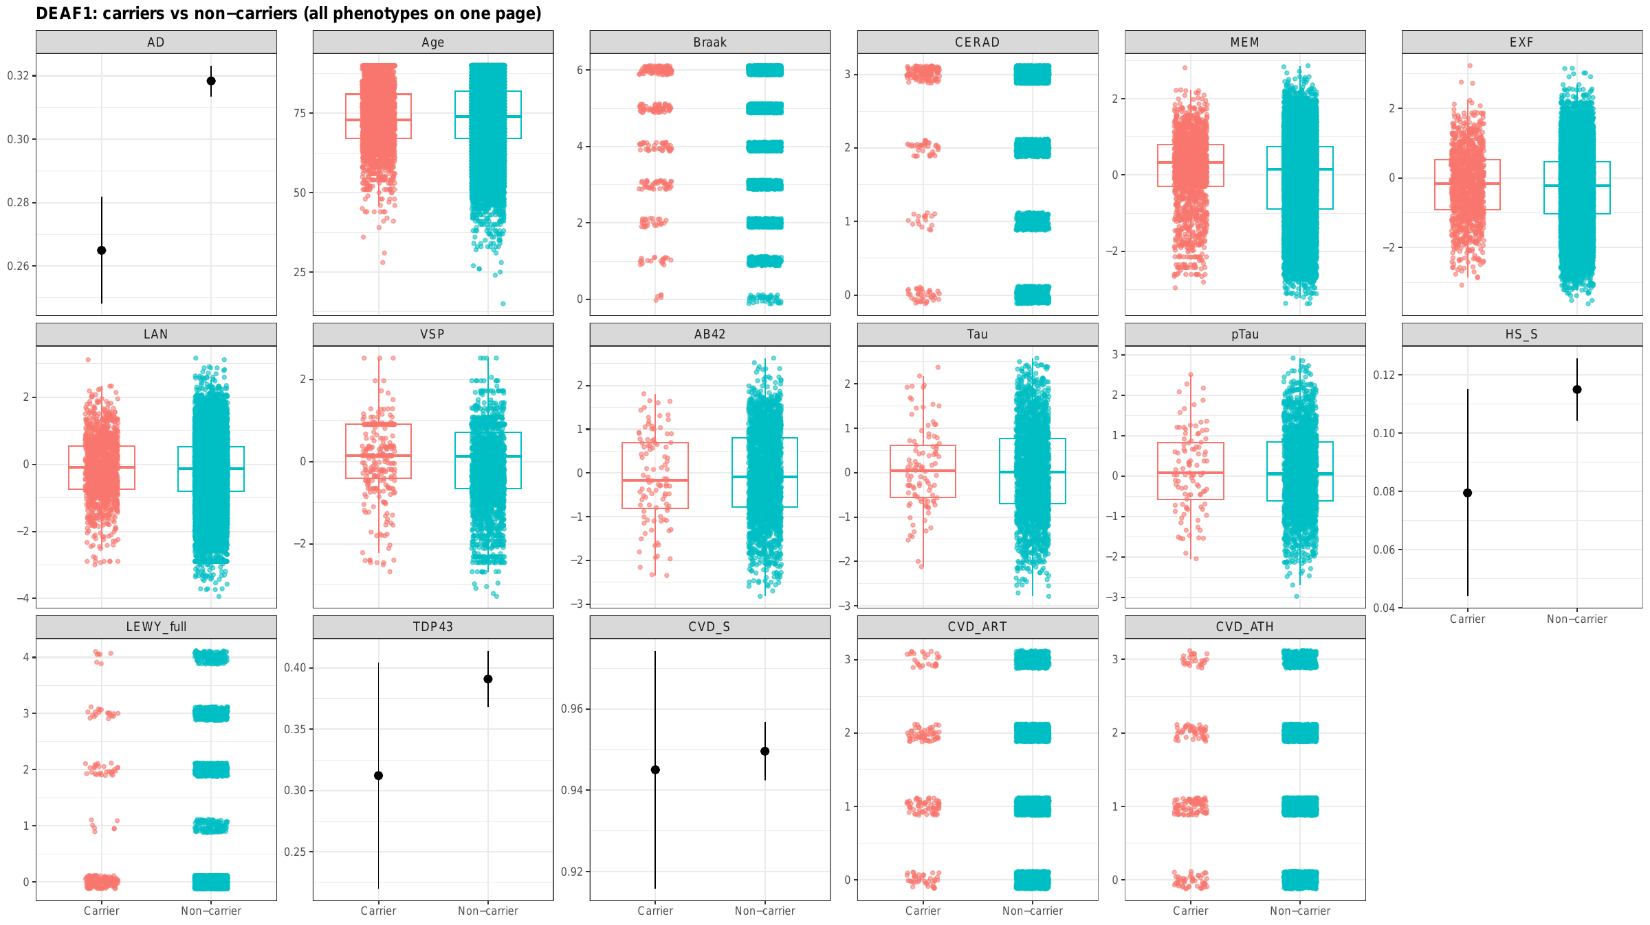 DEAF1: carriers vs non−carriers (all phenotypes on one page)
AD
Age
Braak
CERAD
MEM
EXF
0.32
0.30
0.28
0.26
75
50
25
6
4
2
0
3
2
1
0
2
0
−2
2
0
−2
LAN
VSP
AB42
Tau
pTau
HS_S
2
0
−2
−4
2
0
−2
2
1
0
−1
−2
−3
2
1
0
−1
−2
−3
3
2
1
0
−1
−2
−3
0.12
0.10
0.08
0.06
0.04
Carrier
Non−carrier
LEWY_full
TDP43
CVD_S
CVD_ART
CVD_ATH
4
3
2
1
0
0.40
0.35
0.30
0.25
0.96
0.94
0.92
3
2
1
0
3
2
1
0
Carrier
Non−carrier
Carrier
Non−carrier
Carrier
Non−carrier
Carrier
Non−carrier
Carrier
Non−carrier